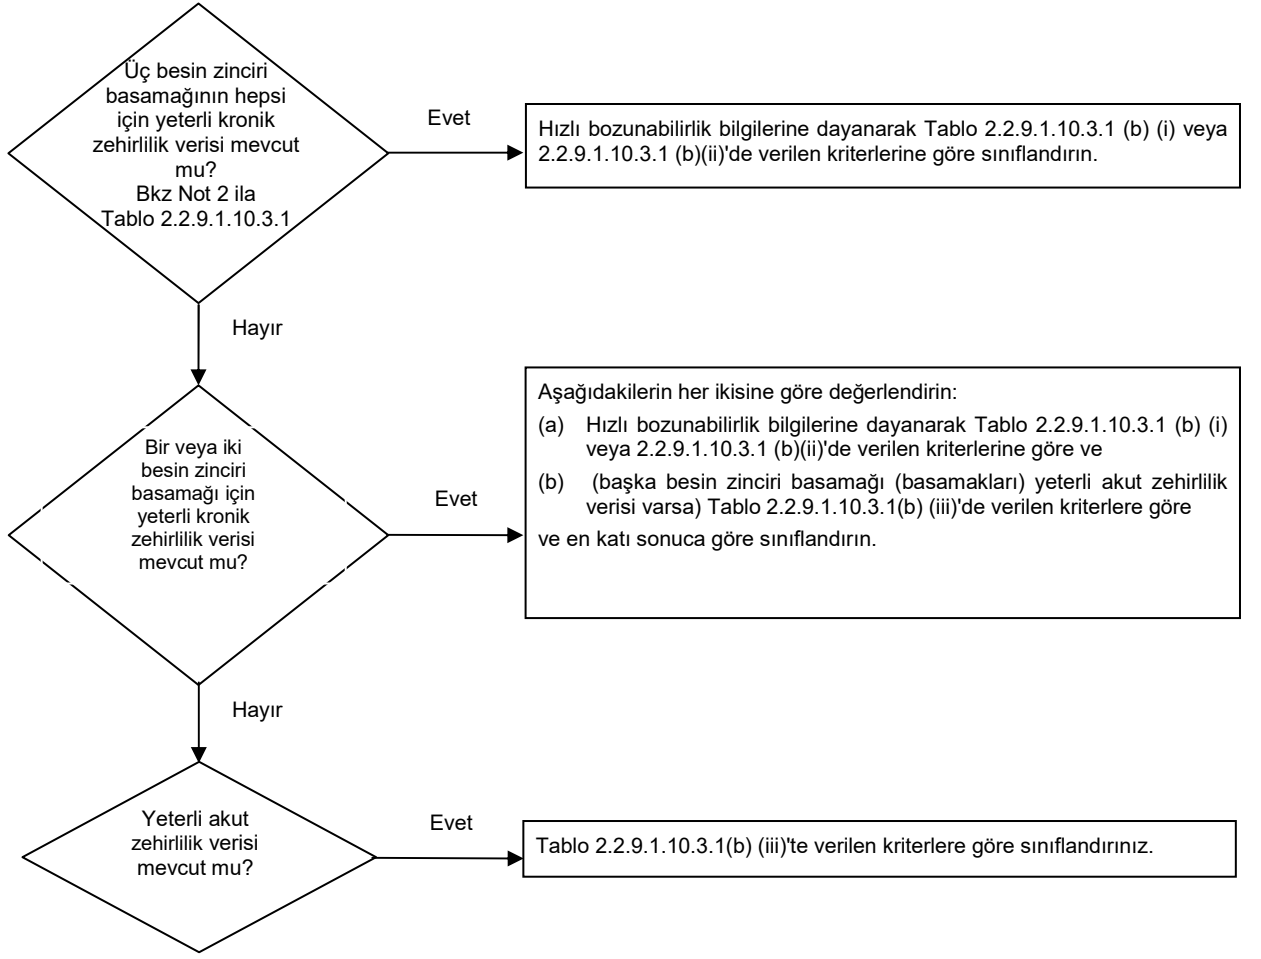 Üç besin zinciri
basamağının hepsi
için yeterli kronik
zehirlilik verisi mevcut
mu?
Bkz Not 2 ila
Tablo 2.2.9.1.10.3.1
Evet
Hızlı bozunabilirlik bilgilerine dayanarak Tablo 2.2.9.1.10.3.1 (b) (i) veya
2.2.9.1.10.3.1 (b)(ii)'de verilen kriterlerine göre sınıflandırın.
Hayır
Bir veya iki
besin zinciri
basamağı için
yeterli kronik
zehirlilik verisi
mevcut mu?
Evet
Aşağıdakilerin her ikisine göre değerlendirin:
(a) Hızlı bozunabilirlik bilgilerine dayanarak Tablo 2.2.9.1.10.3.1 (b) (i)
veya 2.2.9.1.10.3.1 (b)(ii)'de verilen kriterlerine göre ve
(b) (başka besin zinciri basamağı (basamakları) yeterli akut zehirlilik
verisi varsa) Tablo 2.2.9.1.10.3.1(b) (iii)'de verilen kriterlere göre
ve en katı sonuca göre sınıflandırın.
Hayır
Yeterli akut
zehirlilik verisi
mevcut mu?
Evet
Tablo 2.2.9.1.10.3.1(b) (iii)'te verilen kriterlere göre sınıflandırınız.